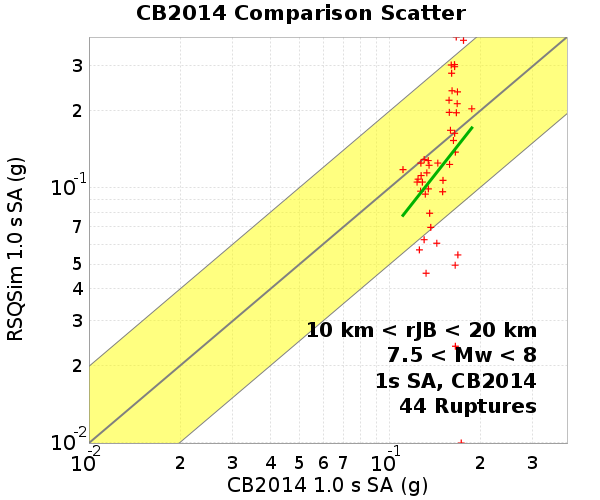 CB2014 Comparison Scatter
RSQSim 1.0 s SA (g)
3
2
10-1
7
5
4
3
2
10-2
10 km < rJB < 20 km
7.5 < Mw < 8
1s SA, CB2014
44 Ruptures
10-2 2 3 4 5 6 7 10-1 2 3
CB2014 1.0 s SA (g)